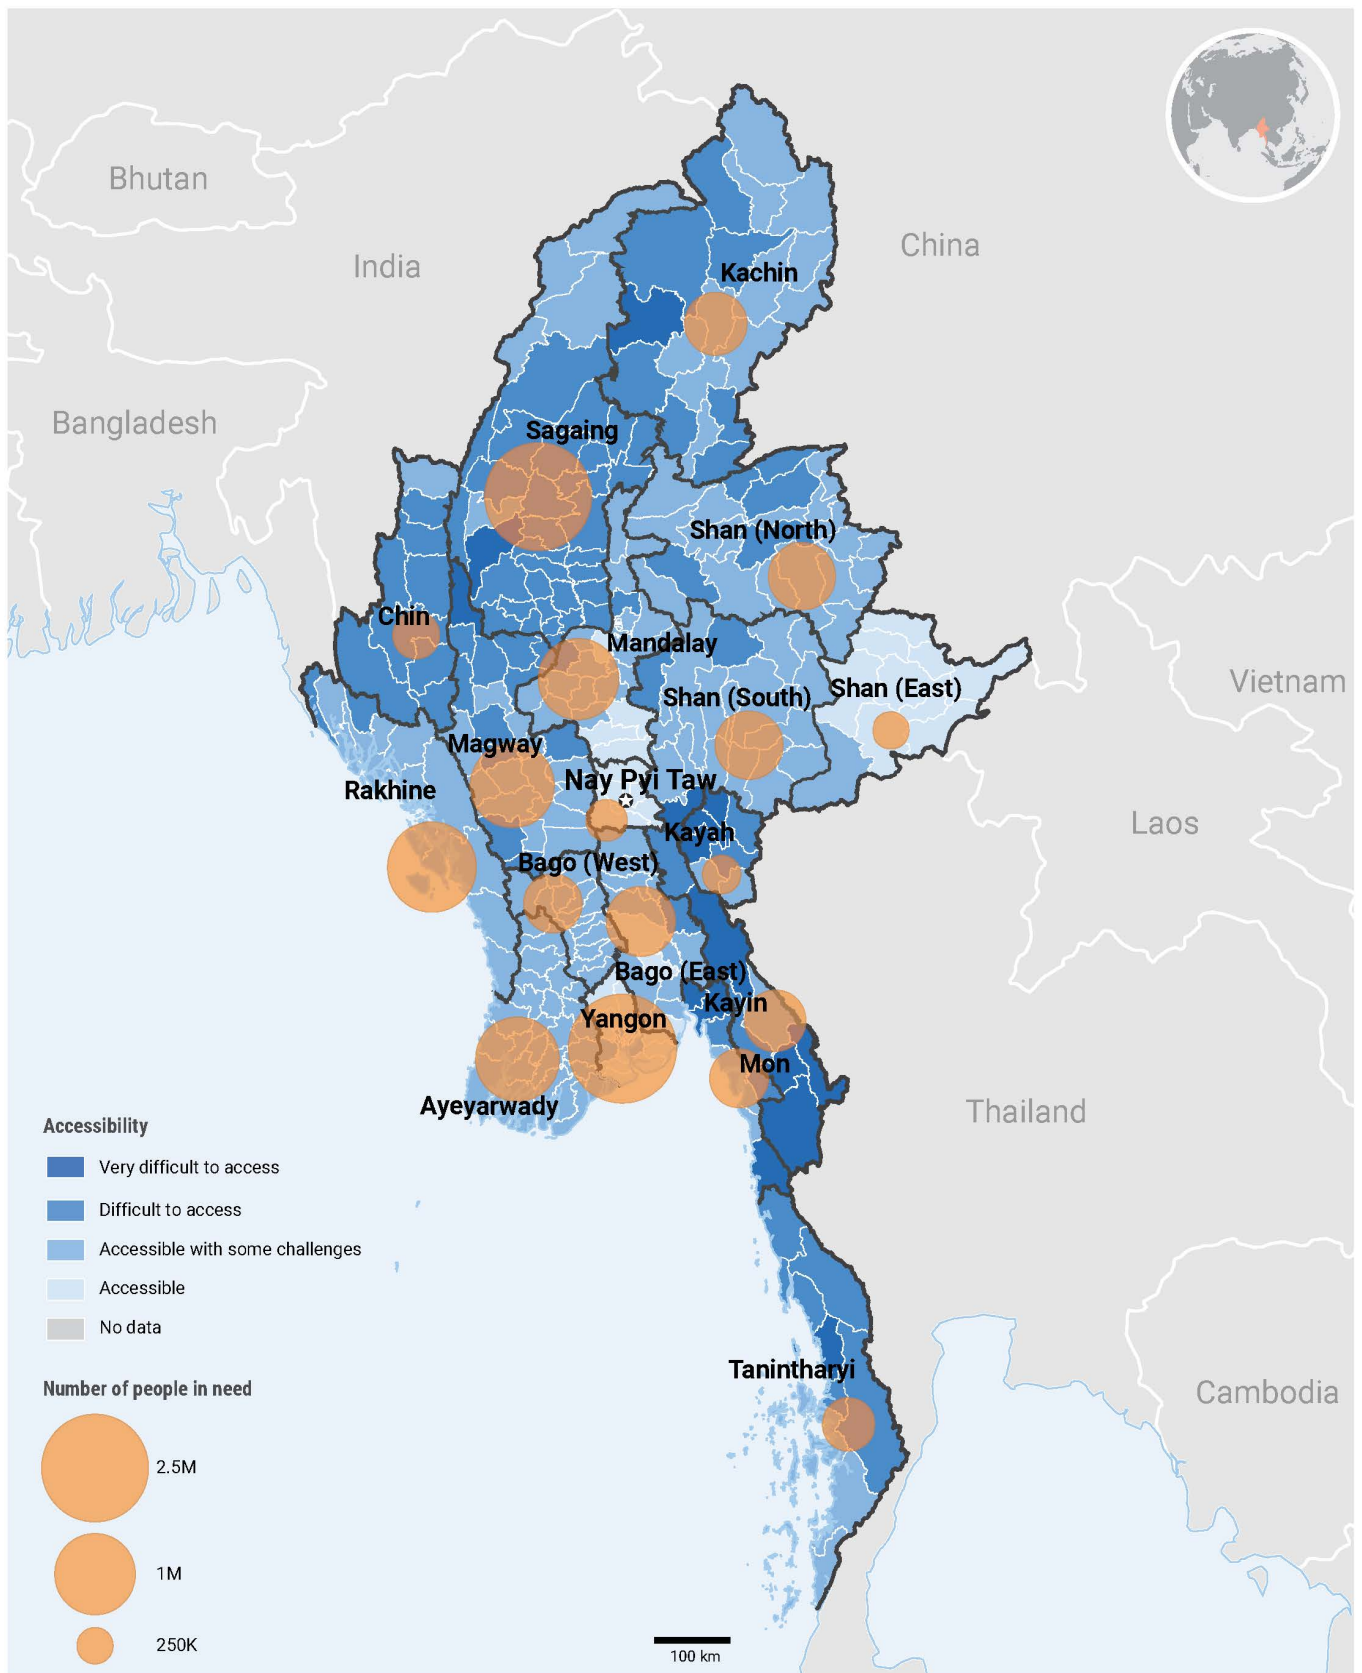 Bhutan
India
China
Kachin
Bangladesh
Sagaing
Shan (North)
Chin
Mandalay
Shan (South)
Shan (East)
Vietnam
Magway
Nay Pyi Taw
Rakhine
Laos
Kayah
Bago (West)
Bago (East)
Kayin
Yangon
Mon
Ayeyarwady
Thailand
Accessibility
Very difficult to access
Difficult to access
Accessible with some challenges
Accessible
No data
Tanintharyi
Cambodia
Number of people in need
2.5M
1M
250K
100 km